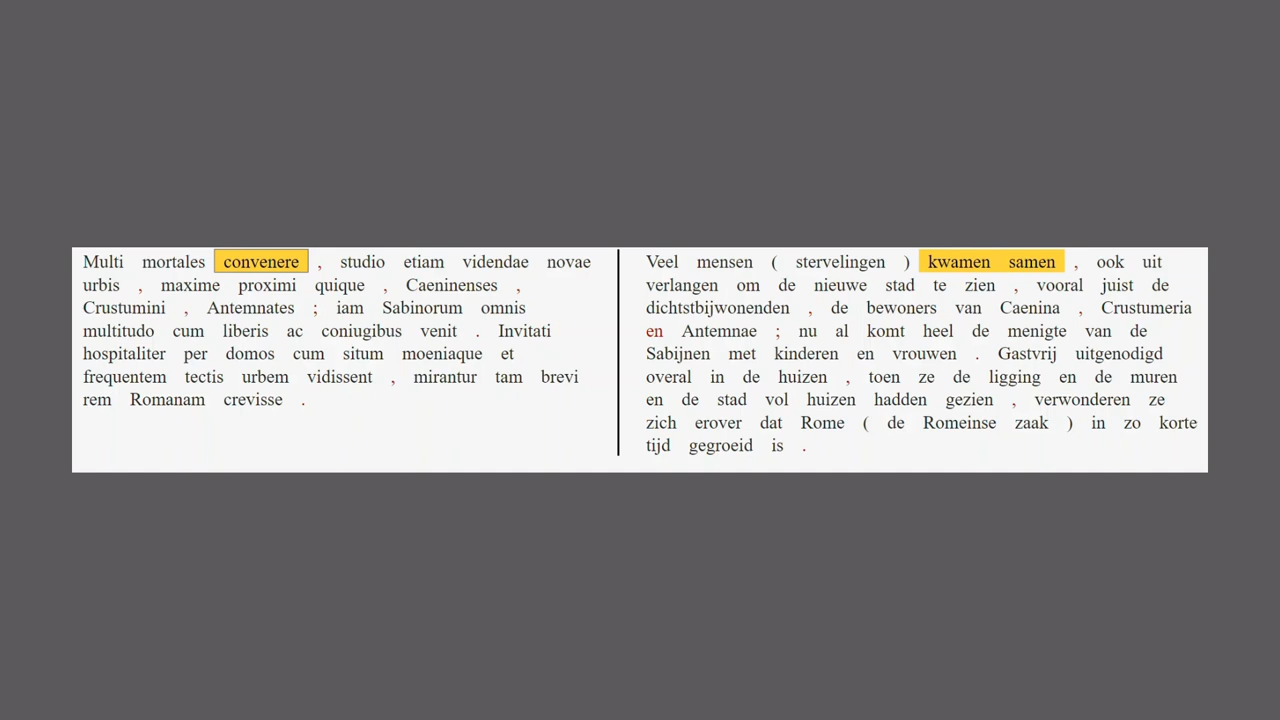 Multi mortales convenere , studio etiam videndae novae
urbis , maxime proximi quique , Caeninenses ,
Crustumini , Antemnates ; iam Sabinorum omnis
multitudo cum liberis ac coniugibus venit . Invitati
hospitaliter per domos cum situm moeniaque et
frequentem tectis urbem vidissent , mirantur tam brevi
rem Romanam crevisse .
Veel mensen ( stervelingen ) kwamen samen , ook uit
verlangen om de nieuwe stad te zien , vooral juist de
dichtstbijwonenden , de bewoners van Caenina , Crustumeria
en Antemnae ; nu al komt heel de menigte van de
Sabijnen met kinderen en vrouwen . Gastvrij uitgenodigd
overal in de huizen , toen ze de ligging en de muren
en de stad vol huizen hadden gezien , verwonderen ze
zich erover dat Rome ( de Romeinse zaak ) in zo korte
tijd gegroeid is .